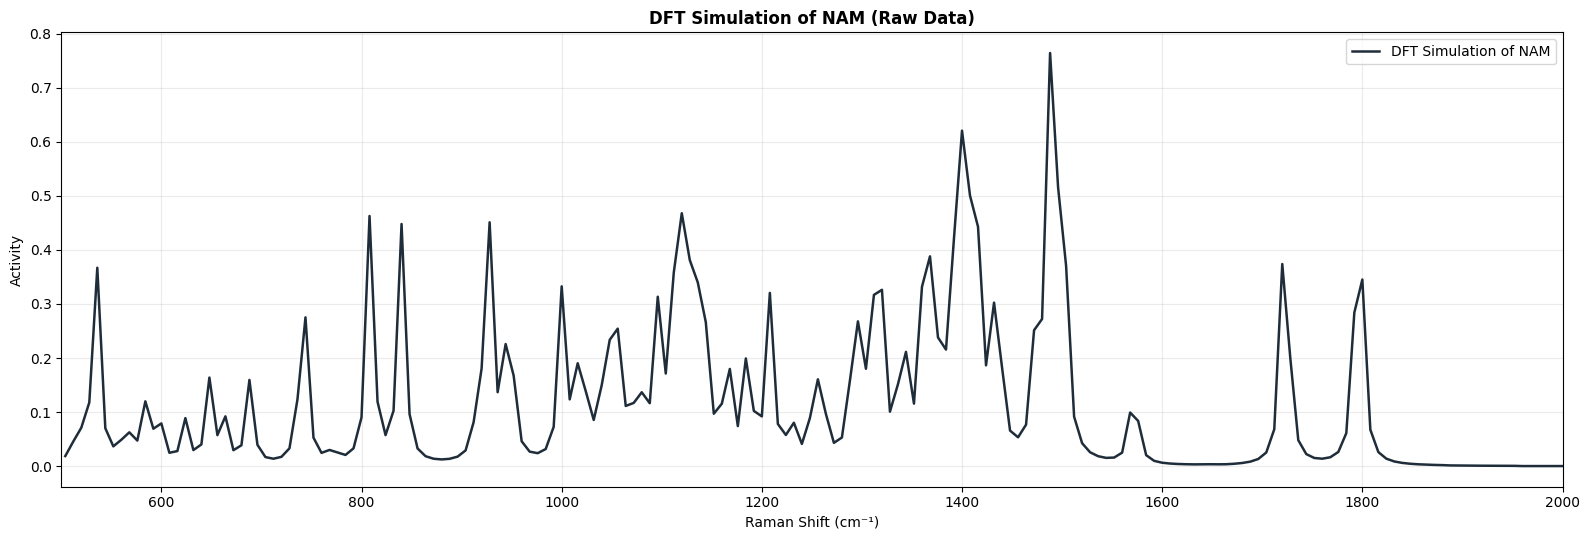 DFT Simulation of NAM (Raw Data)
DFT Simulation of NAM
Activity
0.8
0.7
0.6
0.5
0.4
0.3
0.2
0.1
0.0
600 800 1000 1200 1400 1600 1800 2000
Raman Shift (cm⁻¹)